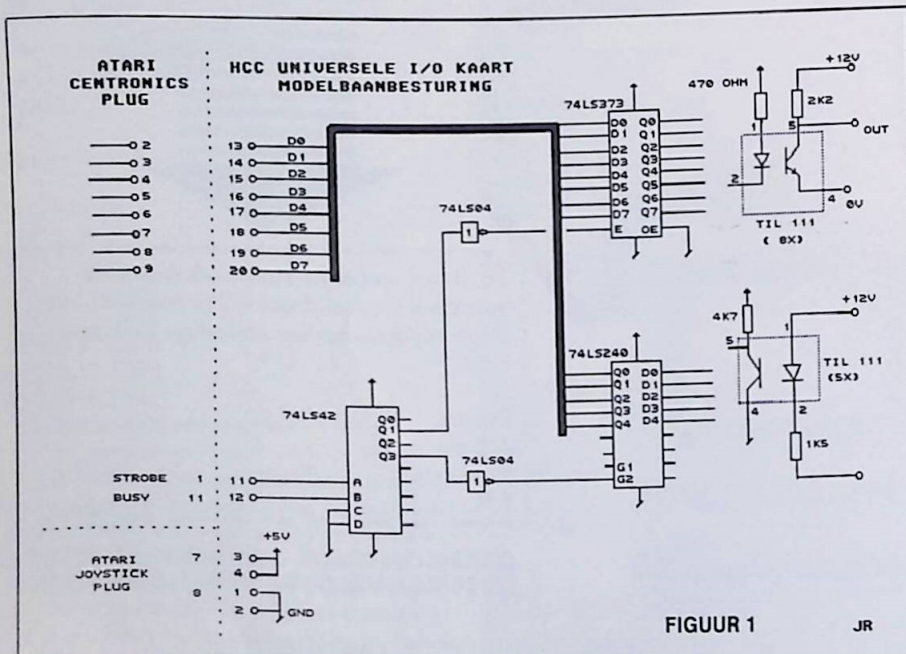 ATARI
CENTRONICS
PLUG
HCC UNIVERSELE I/O KAART
MODELBAANBESTURING
2
3
4
5
6
7
8
9
13
14
15
16
17
18
19
20
D0
D1
D2
D3
D4
D5
D6
D7
74LS373
D0 Q0
D1 Q1
D2 Q2
D3 Q3
D4 Q4
D5 Q5
D6 Q6
D7 Q7
E OE
470 OHM
+12V
2K2
1
5
OUT
2
4
0V
TIL 111
( 8X)
74LS04
1
74LS240
Q0 D0
Q1 D1
Q2 D2
Q3 D3
Q4 D4
G1
G2
4K7
+12V
1
5
TIL 111
(5X)
4
2
1K5
74LS42
Q0
Q1
Q2
Q3
A
B
C
D
74LS04
1
STROBE 1 11
BUSY 11 12
ATARI
JOYSTICK
PLUG
7 3 +5V
4
8 1
2 GND
FIGUUR 1
JR